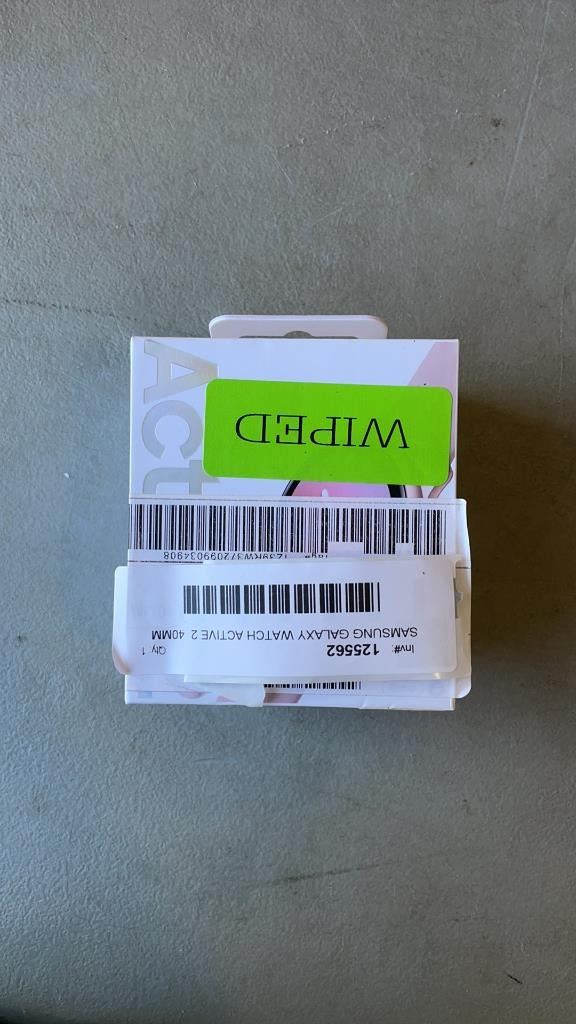 Act
WIPED
Inv#: 125562
Qty 1
SAMSUNG GALAXY WATCH ACTIVE 2 40MM